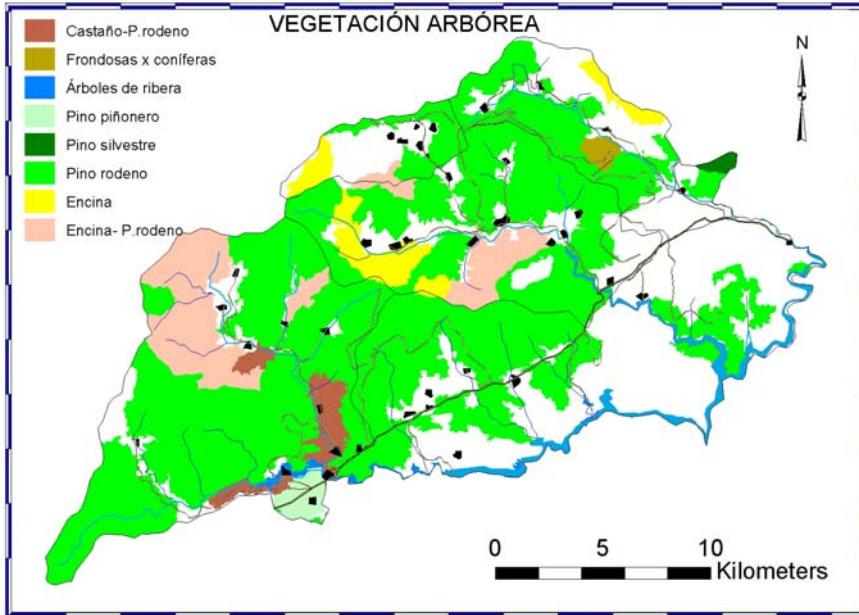 VEGETACIÓN ARBÓREA
Castaño-P.rodeno
Frondosas x coníferas
Árboles de ribera
Pino piñonero
Pino silvestre
Pino rodeno
Encina
Encina- P.rodeno
N
0 5 10
Kilometers